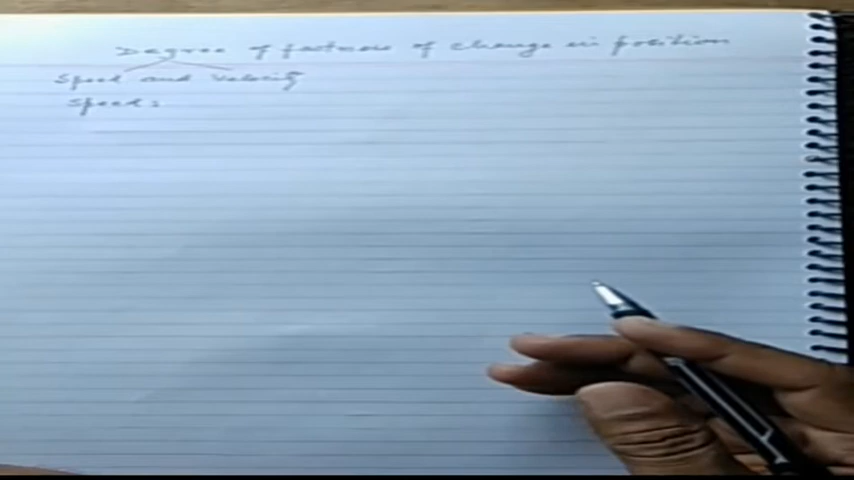 Degree of fastness of change in position
Speed and Velocity
Speed :